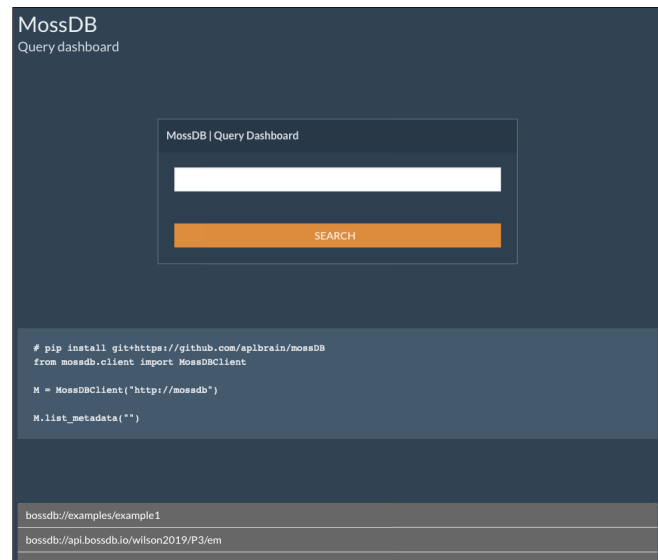 MossDB
Query dashboard
MossDB | Query Dashboard
SEARCH
# pip install git+https://github.com/aplbrain/mossDB
from mossdb.client import MossDBClient
M = MossDBClient("http://mossdb")
M.list_metadata("")
bossdb://examples/example1
bossdb://api.bossdb.io/wilson2019/P3/em